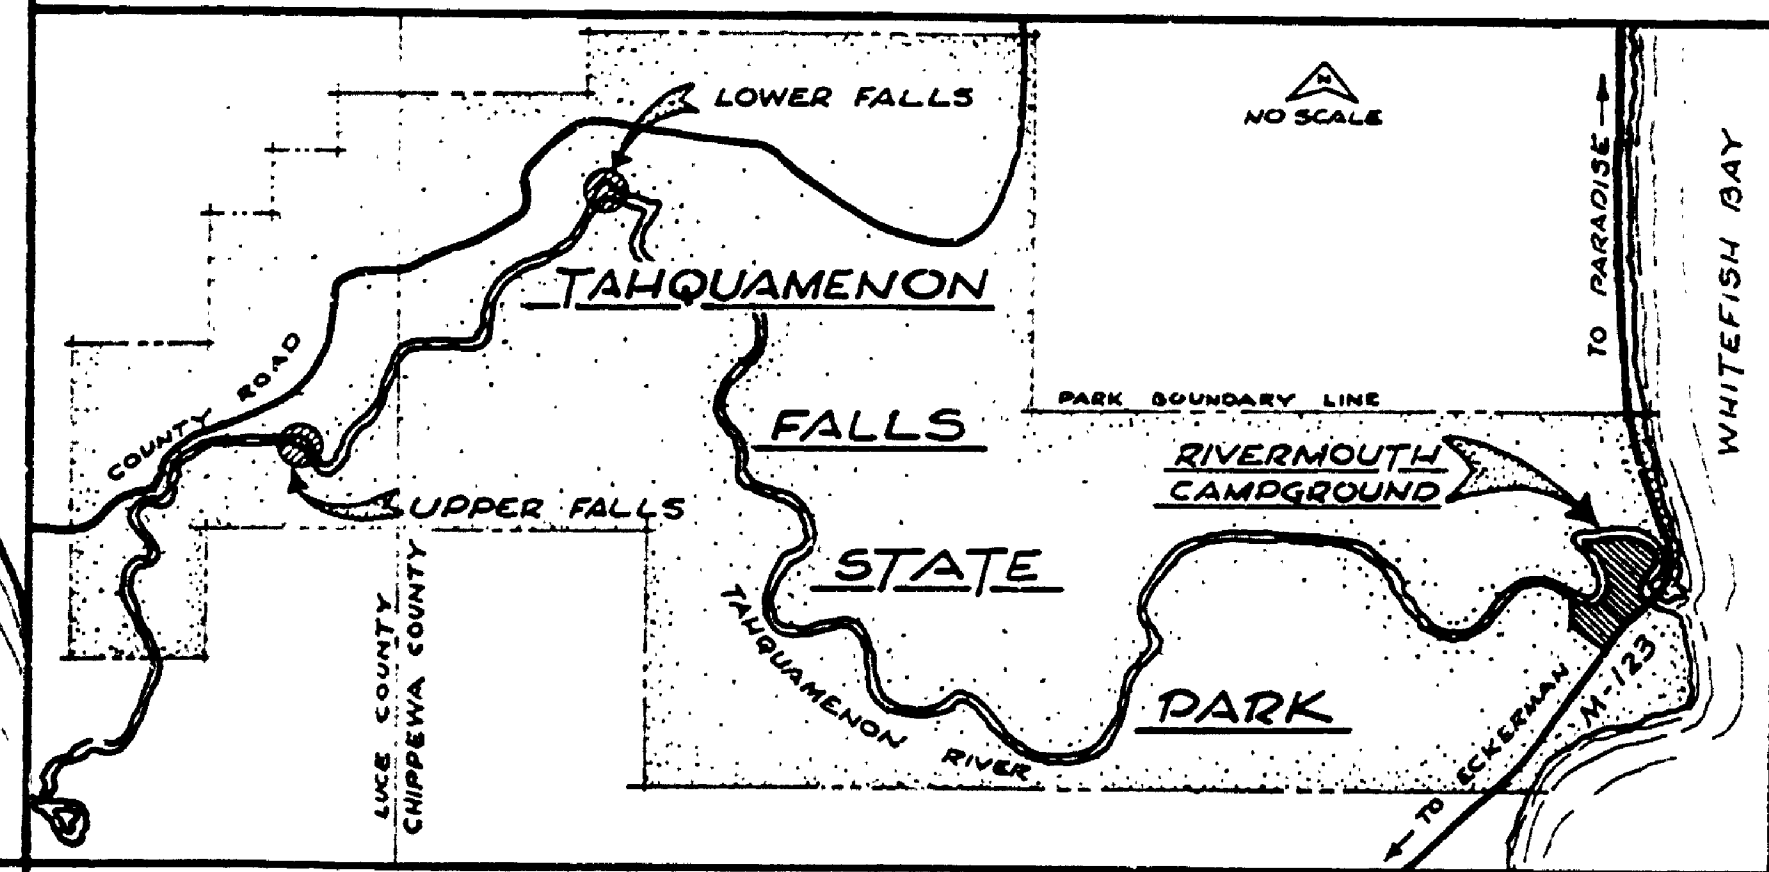 LOWER FALLS
N
NO SCALE
TO PARADISE
WHITEFISH BAY
TAHQUAMENON
FALLS
STATE
PARK
COUNTY ROAD
PARK BOUNDARY LINE
RIVERMOUTH
CAMPGROUND
UPPER FALLS
LUCE COUNTY
CHIPPEWA COUNTY
TAHQUAMENON RIVER
M-123
TO ECKERMAN